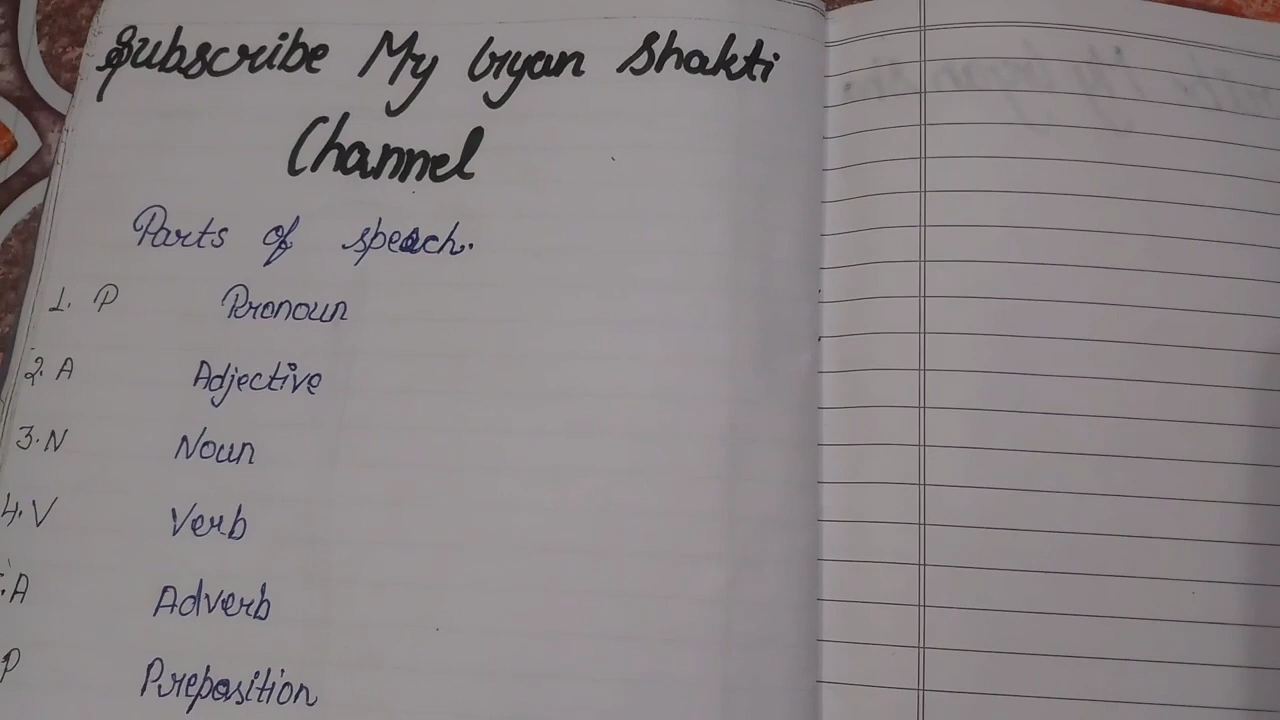 Subscribe My Gyan Shakti
Channel
Parts of speech.
1. P Pronoun
2. A Adjective
3. N Noun
4. V Verb
. A Adverb
P Preposition